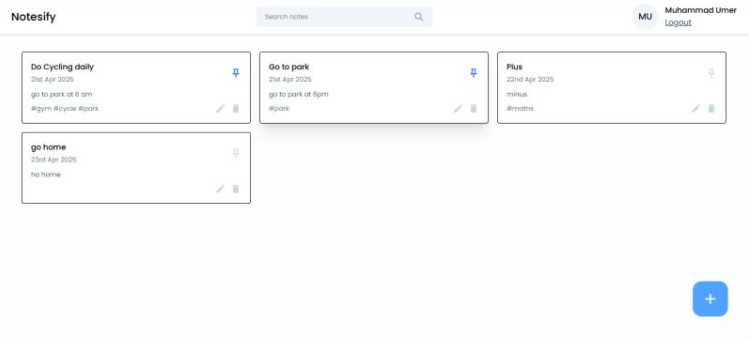 Notesify
Search notes
MU
Muhammad Umer
Logout
Do Cycling daily
21st Apr 2025
go to park at 6 am
#gym #cycle #park
Go to park
21st Apr 2025
go to park at 6pm
#park
Plus
22nd Apr 2025
minus
#maths
go home
23rd Apr 2025
ho home
+